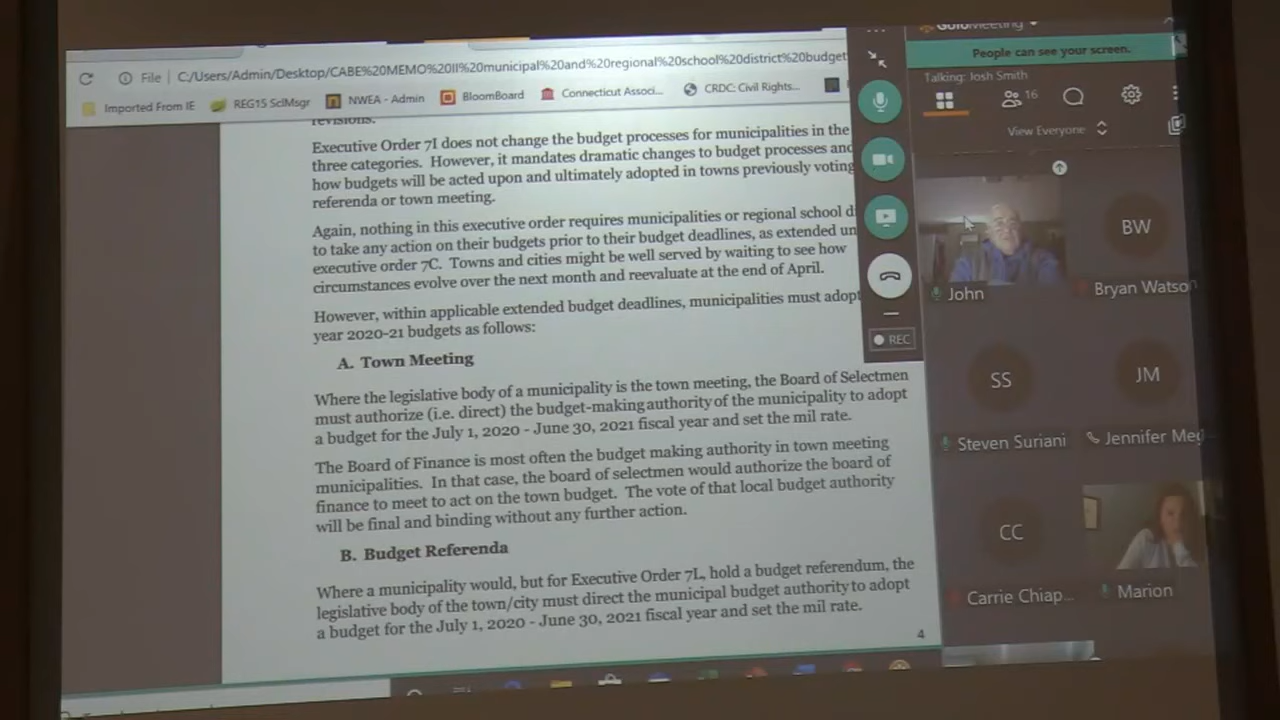 GoToMeeting
People can see your screen.
Talking: Josh Smith
16
View Everyone
File | C:/Users/Admin/Desktop/CABE%20MEMO%20II%20municipal%20and%20regional%20school%20district%20budget
Imported From IE
REG15 SclMsgr
NWEA - Admin
BloomBoard
Connecticut Associ...
CRDC: Civil Rights...
revisions.
Executive Order 7I does not change the budget processes for municipalities in the
three categories. However, it mandates dramatic changes to budget processes and
how budgets will be acted upon and ultimately adopted in towns previously voting
referenda or town meeting.
Again, nothing in this executive order requires municipalities or regional school
to take any action on their budgets prior to their budget deadlines, as extended un
executive order 7C. Towns and cities might be well served by waiting to see how
circumstances evolve over the next month and reevaluate at the end of April.
However, within applicable extended budget deadlines, municipalities must adopt
year 2020-21 budgets as follows:
A. Town Meeting
Where the legislative body of a municipality is the town meeting, the Board of Selectmen
must authorize (i.e. direct) the budget-making authority of the municipality to adopt
a budget for the July 1, 2020 - June 30, 2021 fiscal year and set the mil rate.
The Board of Finance is most often the budget making authority in town meeting
municipalities. In that case, the board of selectmen would authorize the board of
finance to meet to act on the town budget. The vote of that local budget authority
will be final and binding without any further action.
B. Budget Referenda
Where a municipality would, but for Executive Order 7I, hold a budget referendum, the
legislative body of the town/city must direct the municipal budget authority to adopt
a budget for the July 1, 2020 - June 30, 2021 fiscal year and set the mil rate.
4
REC
John
BW
Bryan Watson
SS
Steven Suriani
JM
Jennifer Med
CC
Carrie Chiap...
Marion